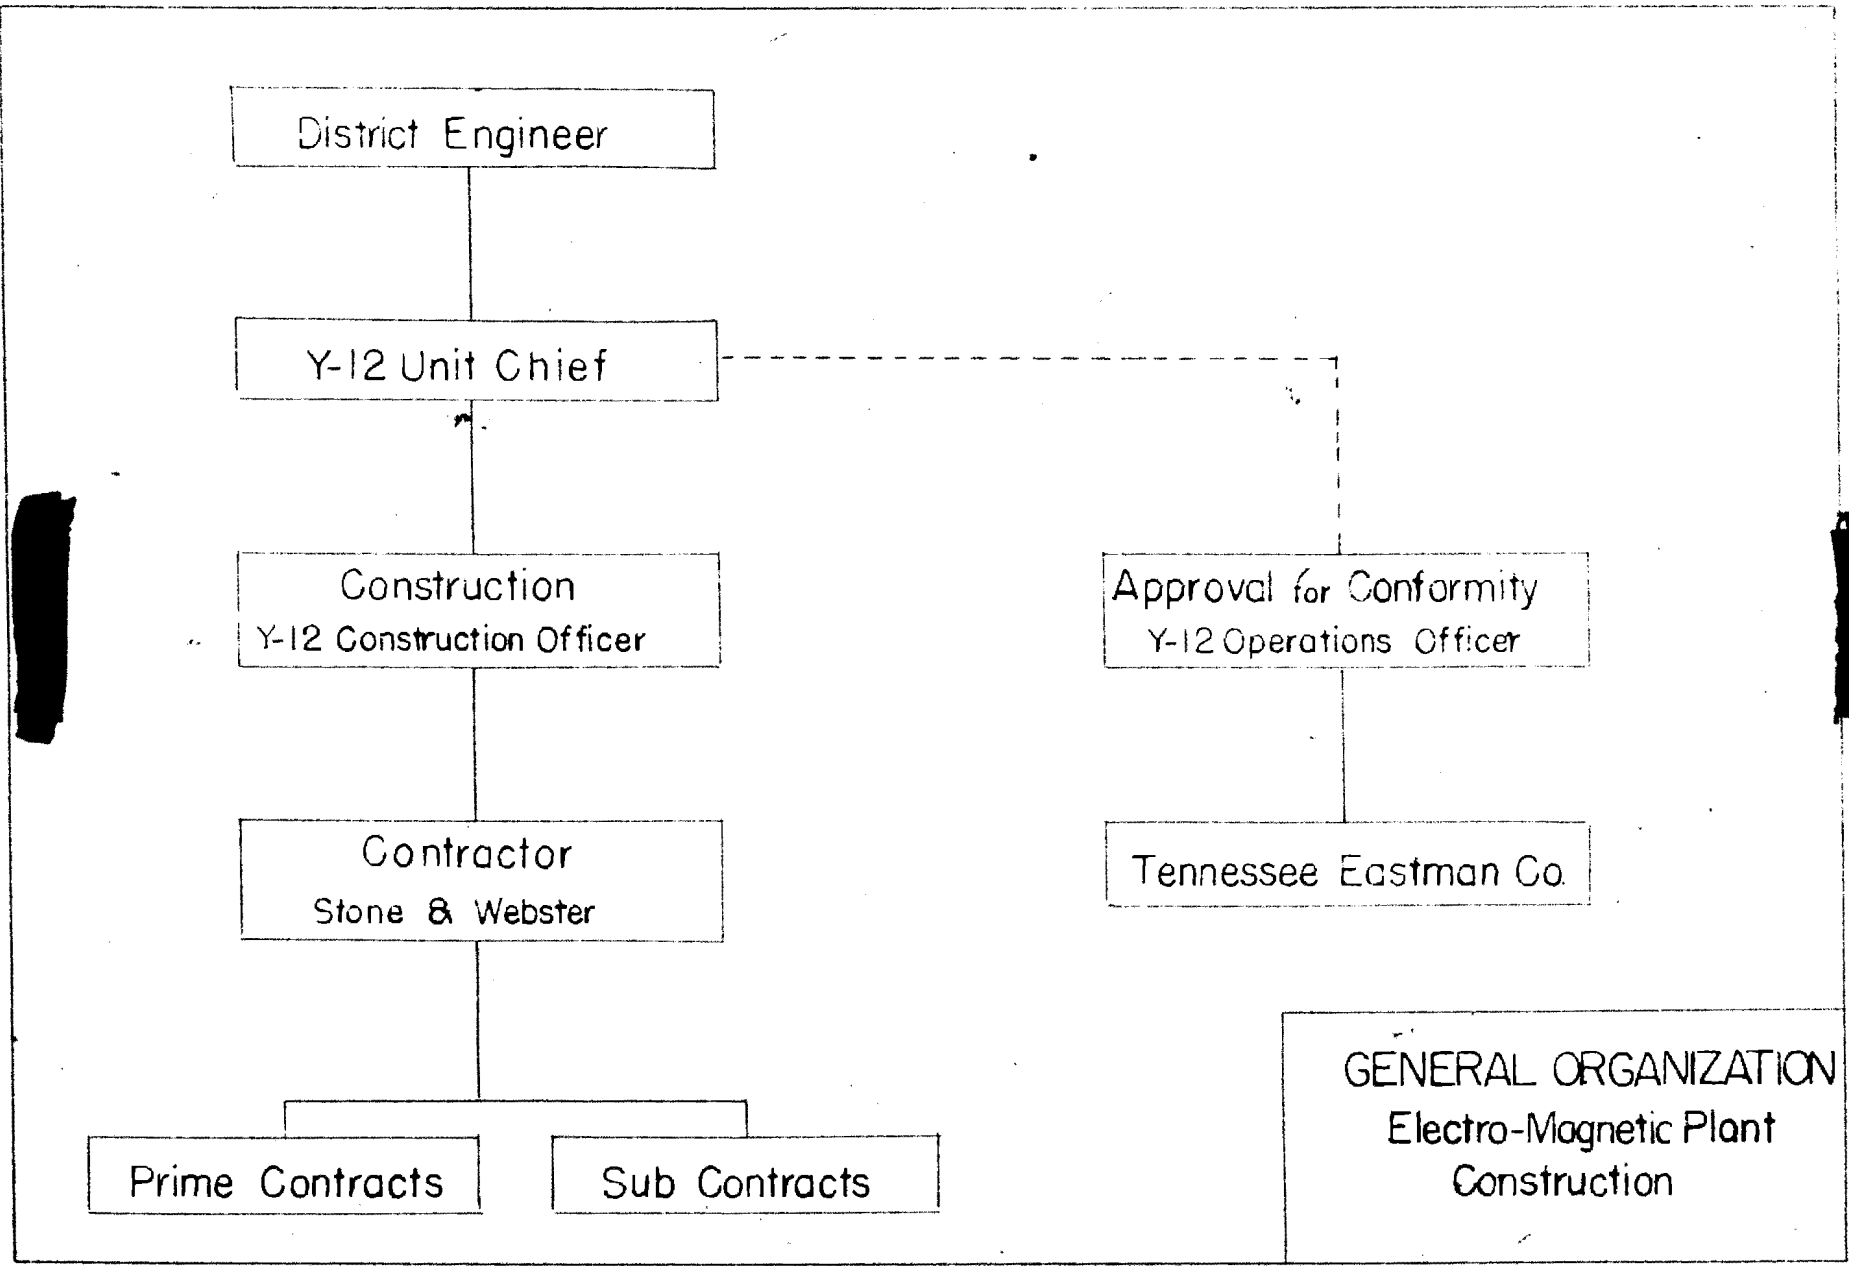 District Engineer
Y-12 Unit Chief
Construction
Y-12 Construction Officer
Approval for Conformity
Y-12 Operations Officer
Contractor
Stone & Webster
Tennessee Eastman Co.
Prime Contracts
Sub Contracts
GENERAL ORGANIZATION
Electro-Magnetic Plant
Construction